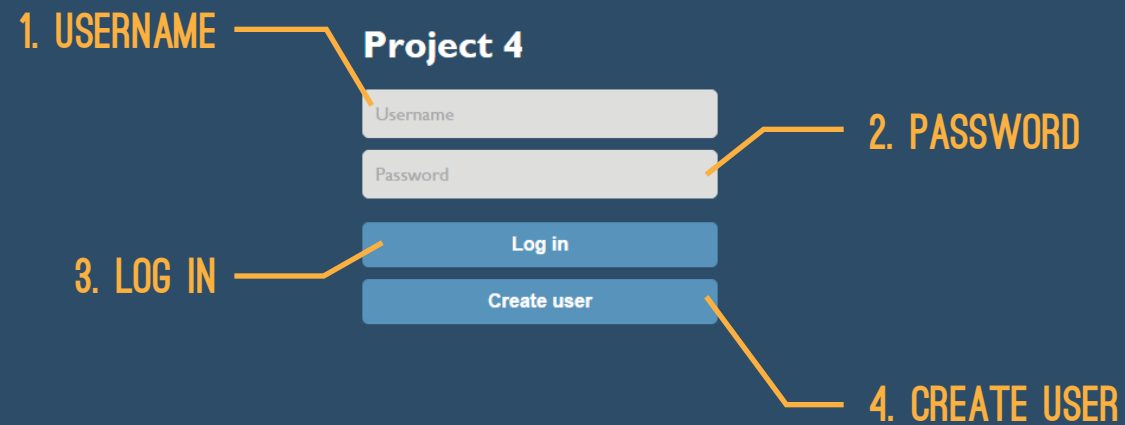 1. USERNAME
Project 4
Username
2. PASSWORD
Password
Log in
3. LOG IN
Create user
4. CREATE USER